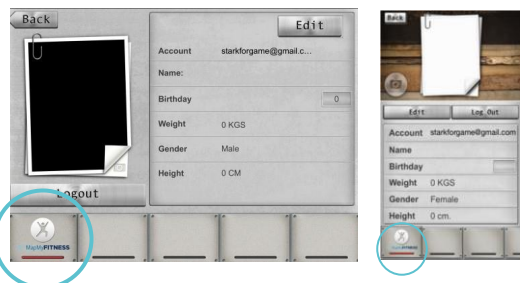 Back
Edit
Account starkforgame@gmail.c...
Name:
Birthday 0
Weight 0 KGS
Gender Male
Height 0 CM
Logout
MapMyFITNESS
Back
Edit Log Out
Account starkforgame@gmail.com
Name
Birthday
Weight 0 KGS
Gender Female
Height 0 cm.